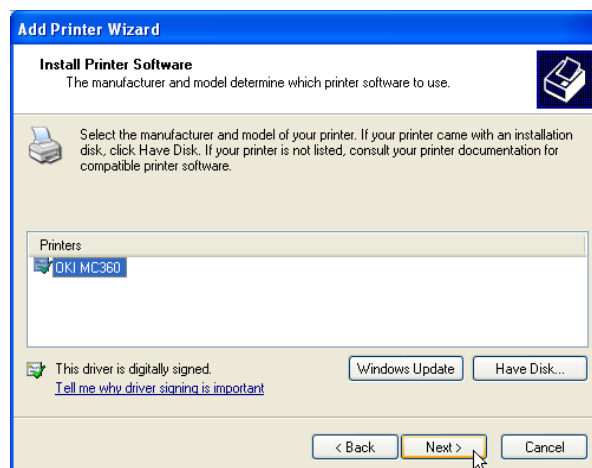 Add Printer Wizard
Install Printer Software
The manufacturer and model determine which printer software to use.
Select the manufacturer and model of your printer. If your printer came with an installation
disk, click Have Disk. If your printer is not listed, consult your printer documentation for
compatible printer software.
Printers
OKI MC360
This driver is digitally signed.
Tell me why driver signing is important
Windows Update
Have Disk...
< Back
Next >
Cancel